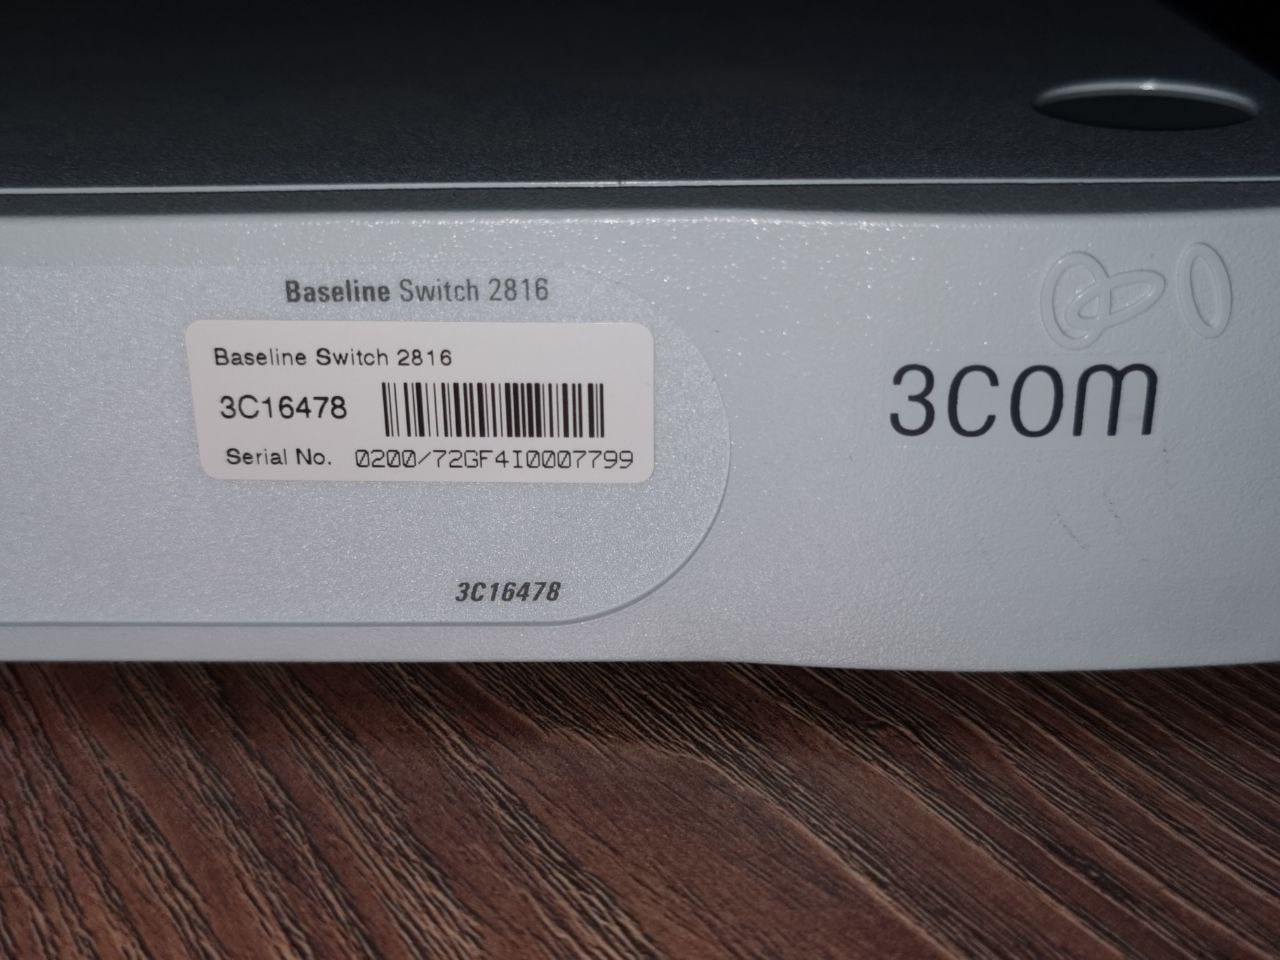 Baseline Switch 2816
Baseline Switch 2816
3C16478
Serial No. 0200/72GF4I0007799
3COM
3C16478